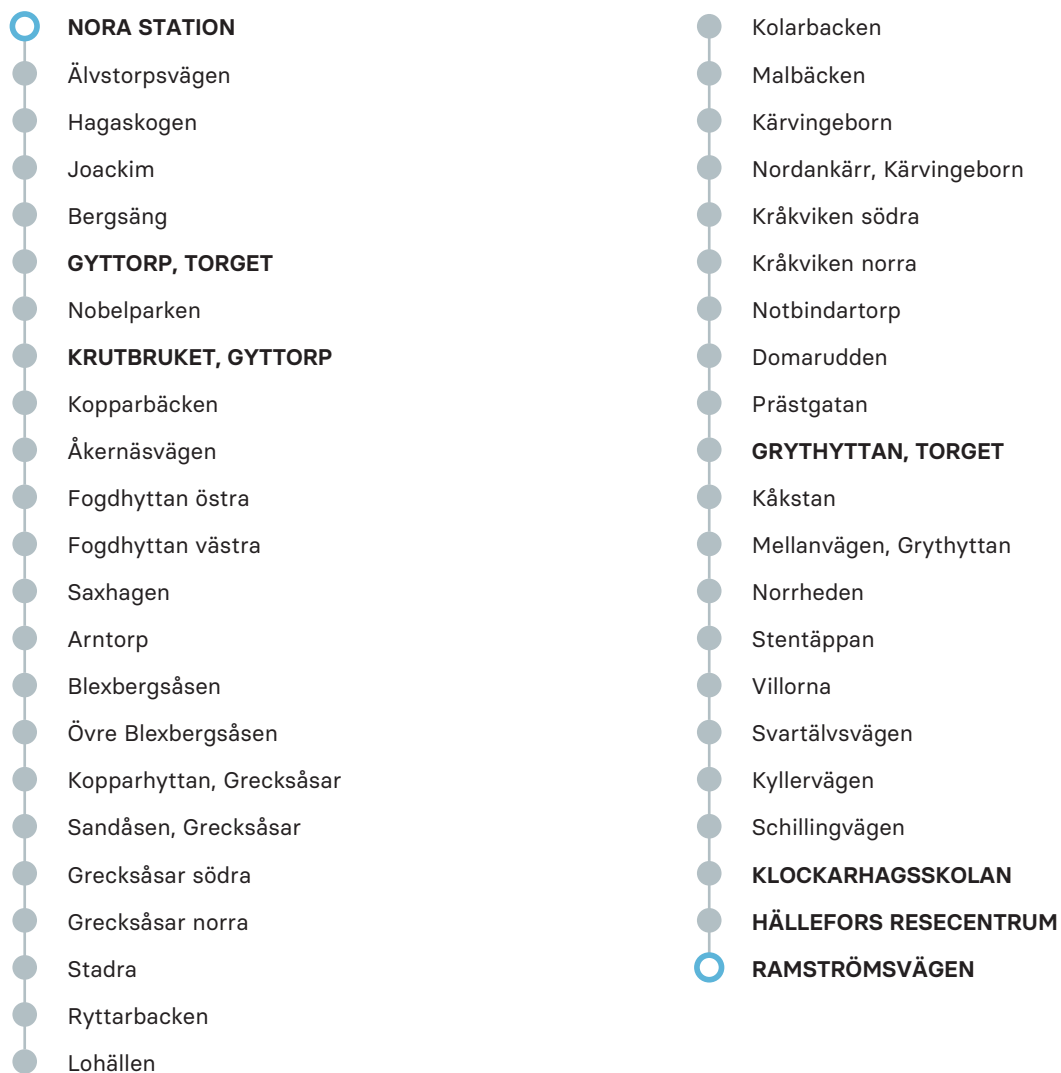 NORA STATION
Älvstorpsvägen
Hagaskogen
Joackim
Bergsäng
GYTTORP, TORGET
Nobelparken
KRUTBRUKET, GYTTORP
Kopparbäcken
Åkernäsvägen
Fogdhyttan östra
Fogdhyttan västra
Saxhagen
Arntorp
Blexbergsåsen
Övre Blexbergsåsen
Kopparhyttan, Grecksåsar
Sandåsen, Grecksåsar
Grecksåsar södra
Grecksåsar norra
Stadra
Ryttarbacken
Lohällen
Kolarbacken
Malbäcken
Kärvingeborn
Nordankärr, Kärvingeborn
Kråkviken södra
Kråkviken norra
Notbindartorp
Domarudden
Prästgatan
GRYTHYTTAN, TORGET
Kåkstan
Mellanvägen, Grythyttan
Norrheden
Stentäppan
Villorna
Svartälvsvägen
Kyllervägen
Schillingvägen
KLOCKARHAGSSKOLAN
HÄLLEFORS RESECENTRUM
RAMSTRÖMSVÄGEN